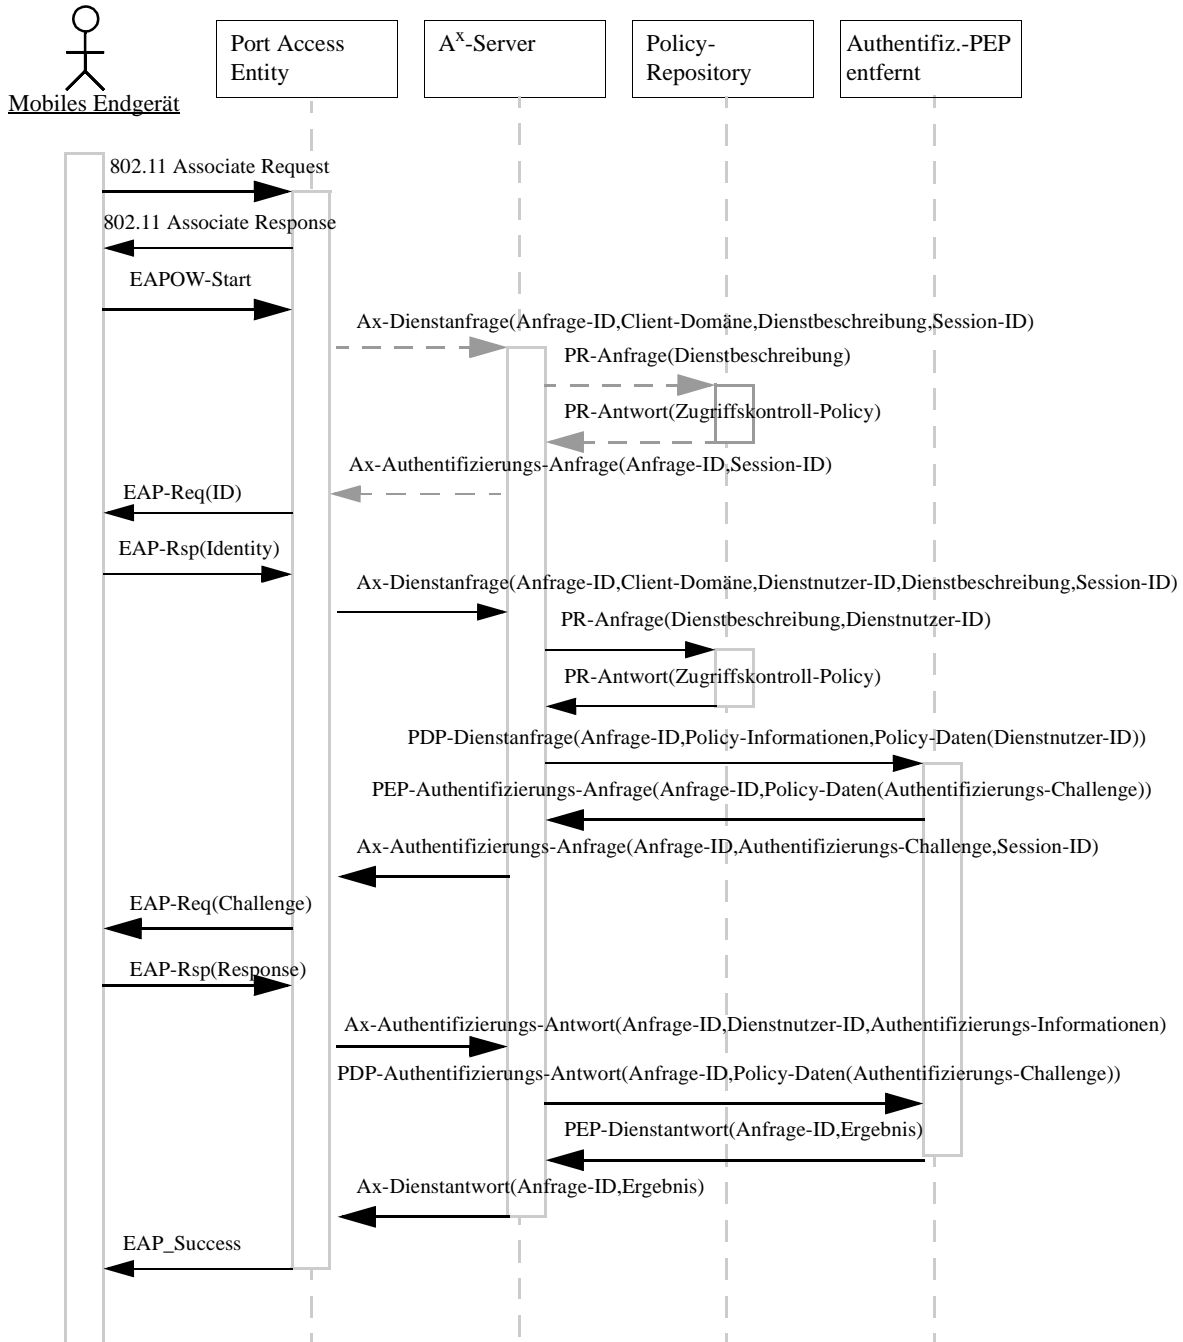 Mobiles Endgerät
Port Access
Entity
Ax-Server
Policy-
Repository
Authentifiz.-PEP
entfernt
802.11 Associate Request
802.11 Associate Response
EAPOW-Start
Ax-Dienstanfrage(Anfrage-ID,Client-Domäne,Dienstbeschreibung,Session-ID)
PR-Anfrage(Dienstbeschreibung)
PR-Antwort(Zugriffskontroll-Policy)
Ax-Authentifizierungs-Anfrage(Anfrage-ID,Session-ID)
EAP-Req(ID)
EAP-Rsp(Identity)
Ax-Dienstanfrage(Anfrage-ID,Client-Domäne,Dienstnutzer-ID,Dienstbeschreibung,Session-ID)
PR-Anfrage(Dienstbeschreibung,Dienstnutzer-ID)
PR-Antwort(Zugriffskontroll-Policy)
PDP-Dienstanfrage(Anfrage-ID,Policy-Informationen,Policy-Daten(Dienstnutzer-ID))
PEP-Authentifizierungs-Anfrage(Anfrage-ID,Policy-Daten(Authentifizierungs-Challenge))
Ax-Authentifizierungs-Anfrage(Anfrage-ID,Authentifizierungs-Challenge,Session-ID)
EAP-Req(Challenge)
EAP-Rsp(Response)
Ax-Authentifizierungs-Antwort(Anfrage-ID,Dienstnutzer-ID,Authentifizierungs-Informationen)
PDP-Authentifizierungs-Antwort(Anfrage-ID,Policy-Daten(Authentifizierungs-Challenge))
PEP-Dienstantwort(Anfrage-ID,Ergebnis)
Ax-Dienstantwort(Anfrage-ID,Ergebnis)
EAP_Success